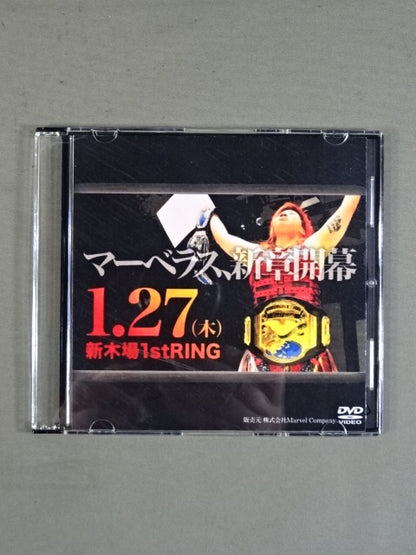 マーベラス、新章開幕
1.27(木)
新木場1stRING
DVD
VIDEO
販売元 株式会社Marvel Company